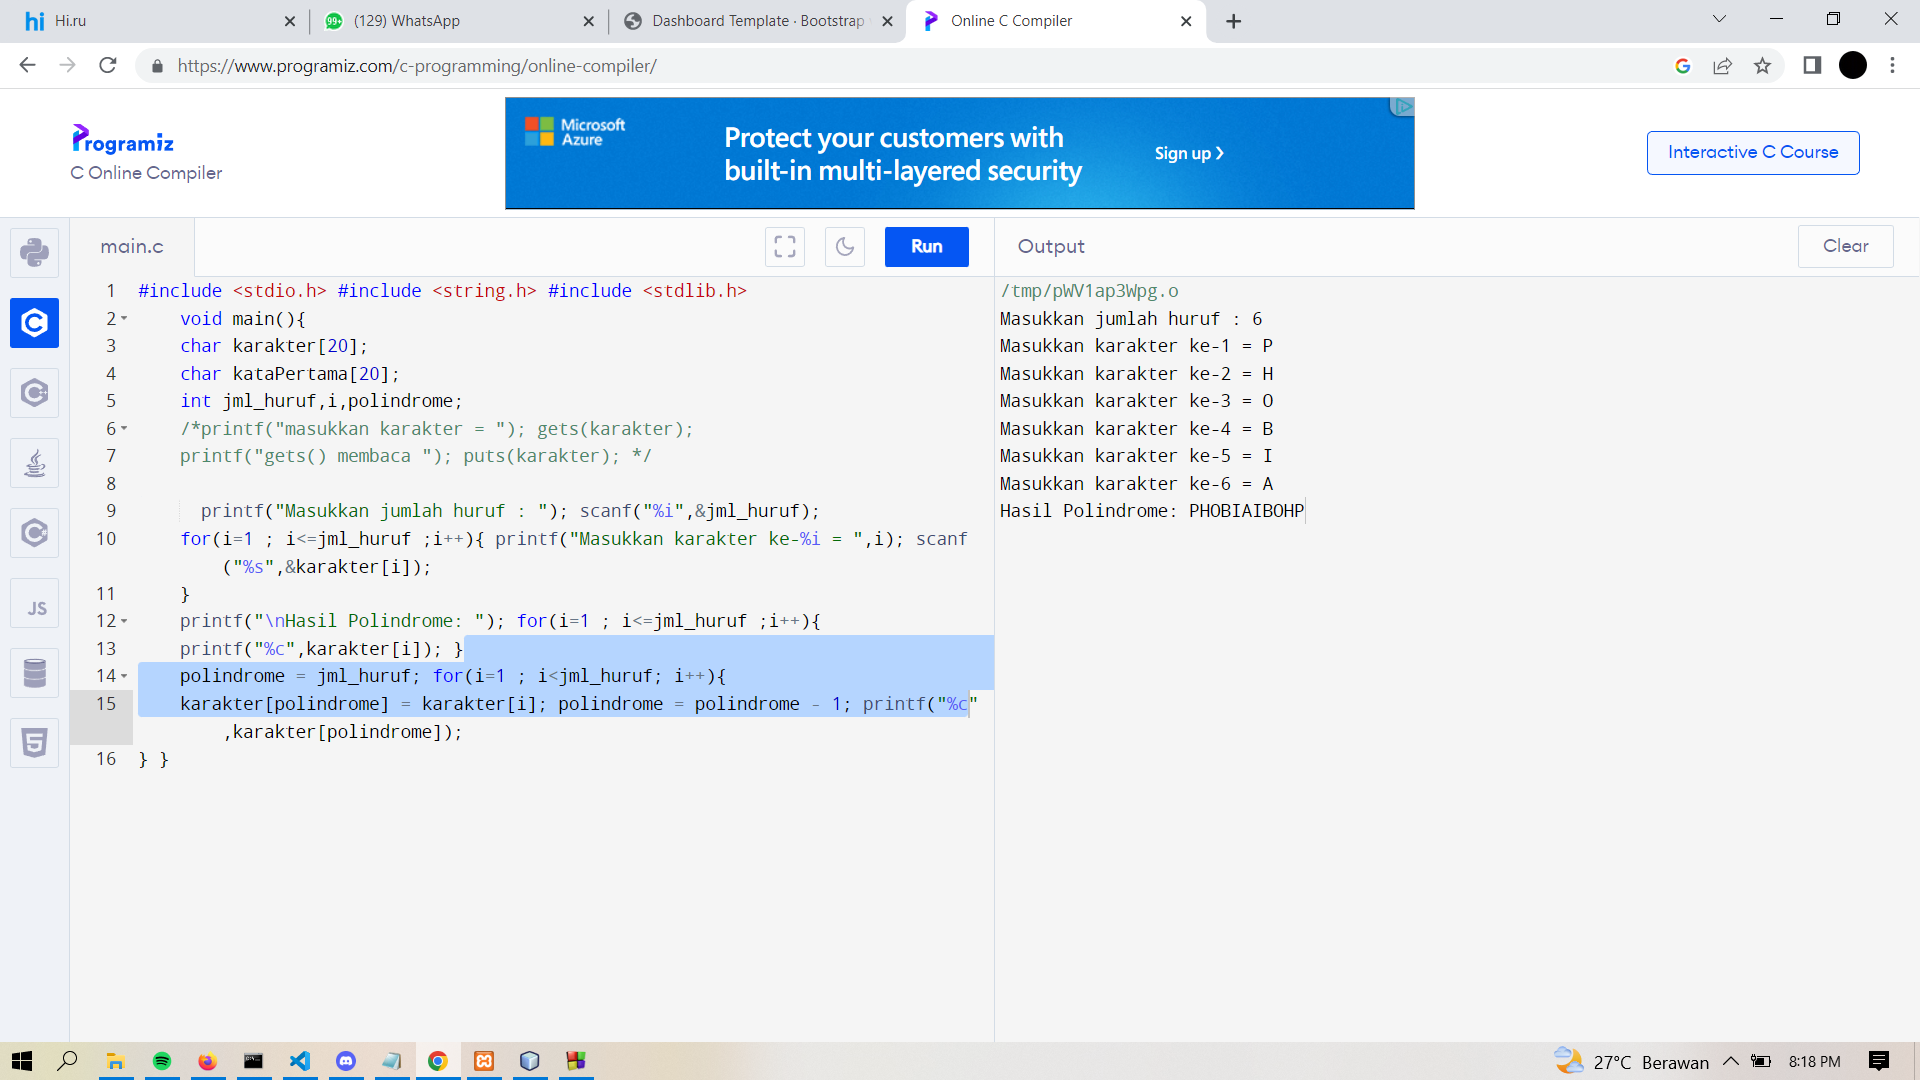 hi Hi.ru
99+ (129) WhatsApp
Dashboard Template · Bootstrap
Online C Compiler
https://www.programiz.com/c-programming/online-compiler/
Programiz
C Online Compiler
Microsoft
Azure
Protect your customers with
built-in multi-layered security
Sign up ❯
Interactive C Course
main.c
Run
Output
Clear
1 #include <stdio.h> #include <string.h> #include <stdlib.h>
2 void main(){
3 char karakter[20];
4 char kataPertama[20];
5 int jml_huruf,i,polindrome;
6 /*printf("masukkan karakter = "); gets(karakter);
7 printf("gets() membaca "); puts(karakter); */
8
9 printf("Masukkan jumlah huruf : "); scanf("%i",&jml_huruf);
10 for(i=1 ; i<=jml_huruf ;i++){ printf("Masukkan karakter ke-%i = ",i); scanf
("%s",&karakter[i]);
11 }
12 printf("\nHasil Polindrome: "); for(i=1 ; i<=jml_huruf ;i++){
13 printf("%c",karakter[i]); }
14 polindrome = jml_huruf; for(i=1 ; i<jml_huruf; i++){
15 karakter[polindrome] = karakter[i]; polindrome = polindrome - 1; printf("%c"
,karakter[polindrome]);
16 } }
/tmp/pWV1ap3Wpg.o
Masukkan jumlah huruf : 6
Masukkan karakter ke-1 = P
Masukkan karakter ke-2 = H
Masukkan karakter ke-3 = O
Masukkan karakter ke-4 = B
Masukkan karakter ke-5 = I
Masukkan karakter ke-6 = A
Hasil Polindrome: PHOBIAIBOHP
JS
27°C Berawan
8:18 PM